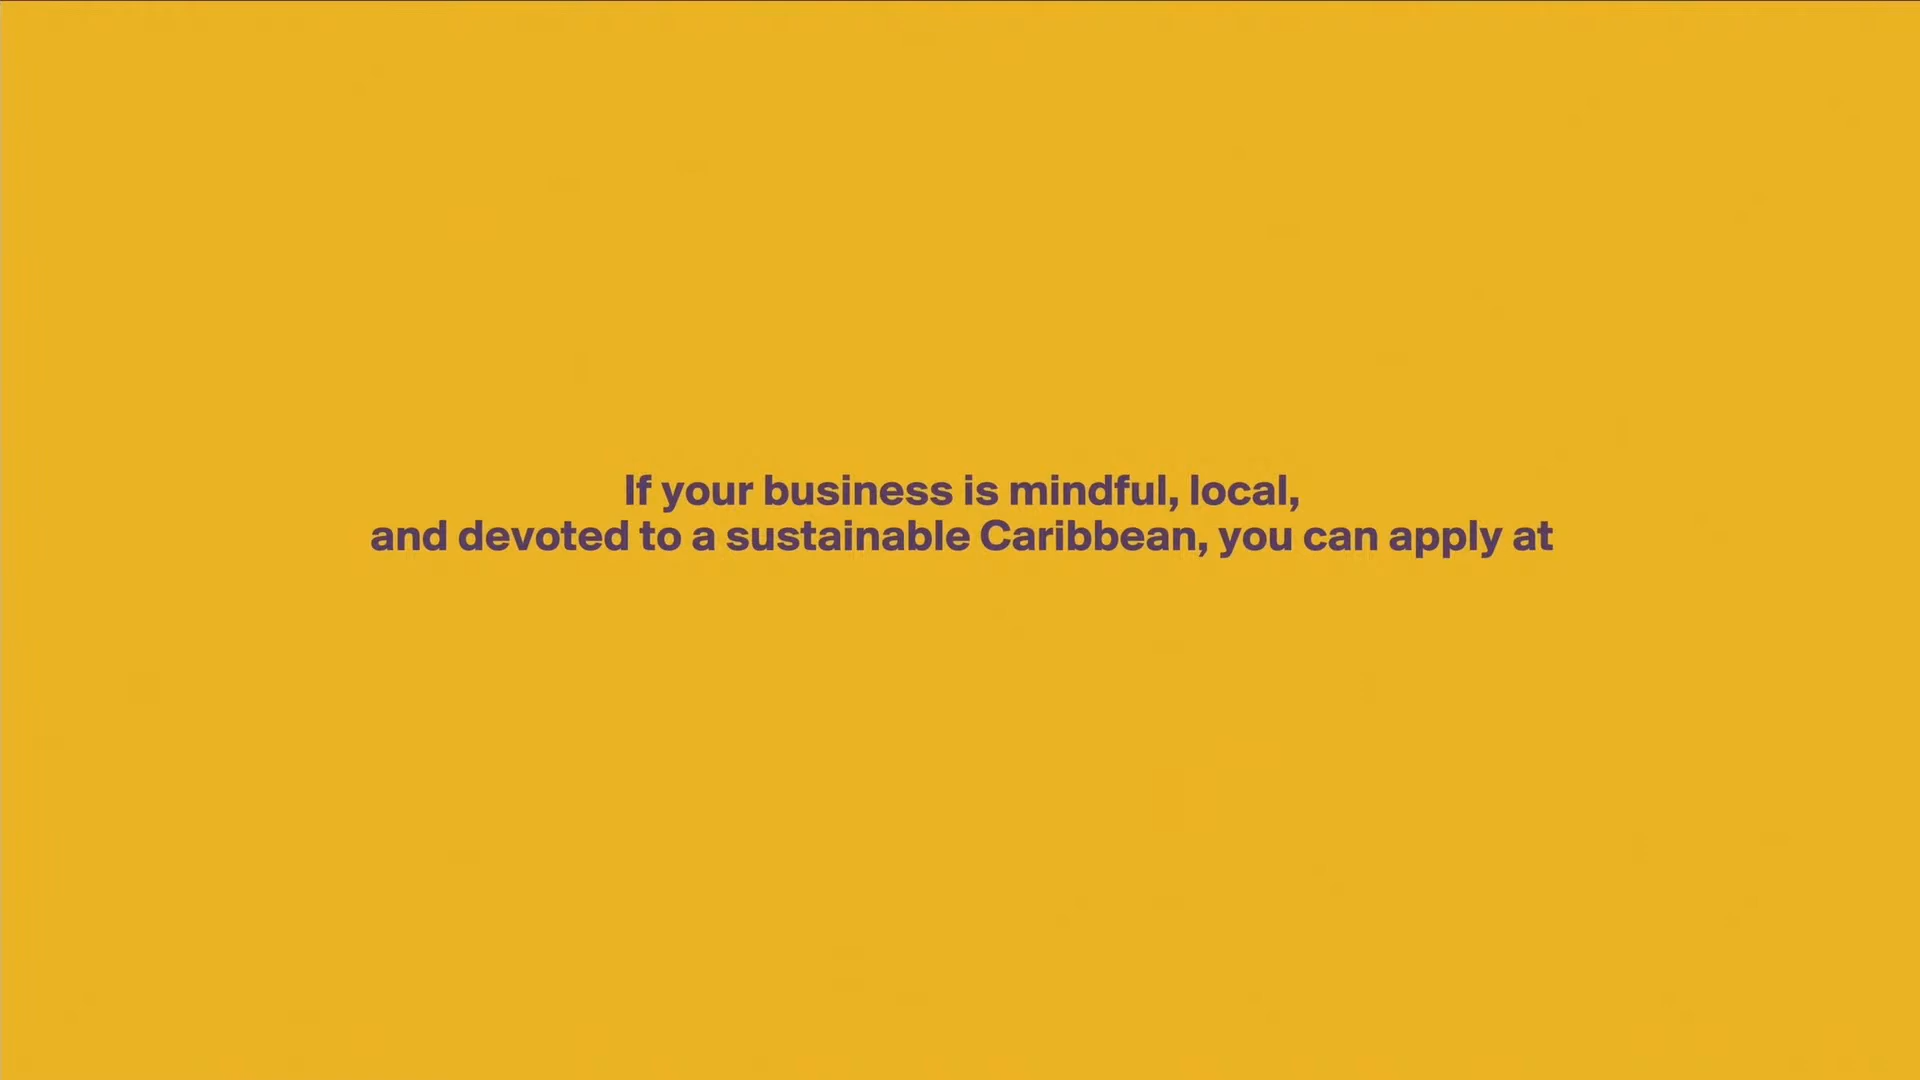 If your business is mindful, local,
and devoted to a sustainable Caribbean, you can apply at